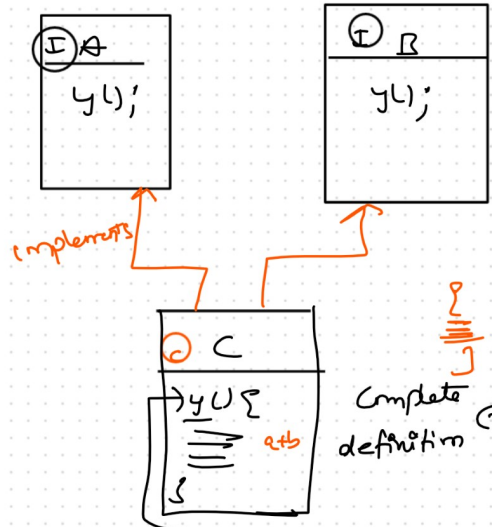 I A
y();
I B
y();
implements
c C
y() {
a+b
}
{
}
Complete
definition